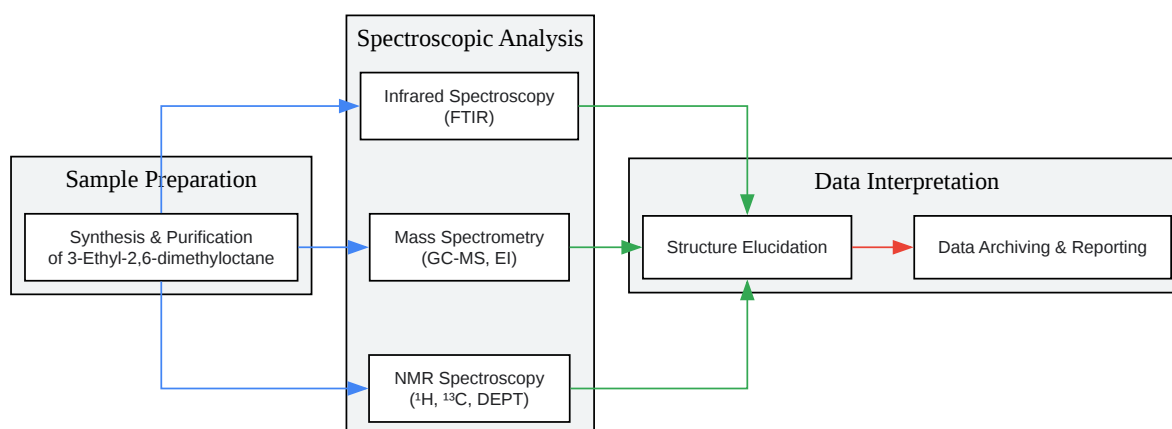 Sample Preparation
Synthesis & Purification
of 3-Ethyl-2,6-dimethyloctane
Spectroscopic Analysis
Infrared Spectroscopy
(FTIR)
Mass Spectrometry
(GC-MS, EI)
NMR Spectroscopy
(¹H, ¹³C, DEPT)
Data Interpretation
Structure Elucidation
Data Archiving & Reporting